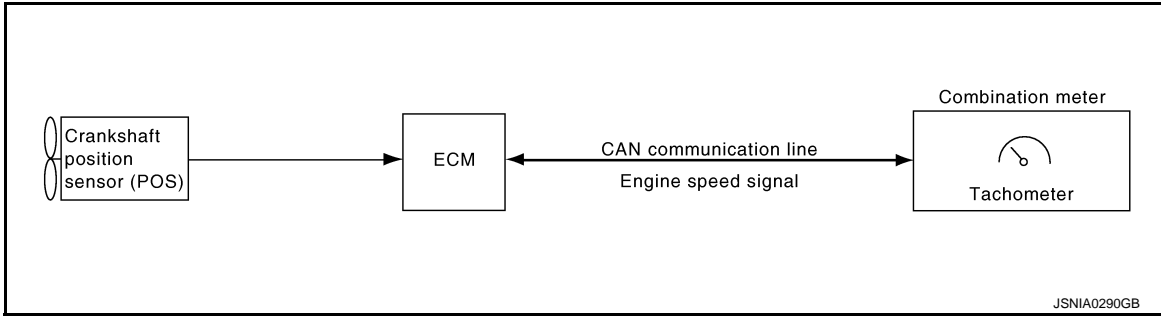 Crankshaft
position
sensor (POS)
ECM
CAN communication line
Engine speed signal
Combination meter
Tachometer
JSNIA0290GB